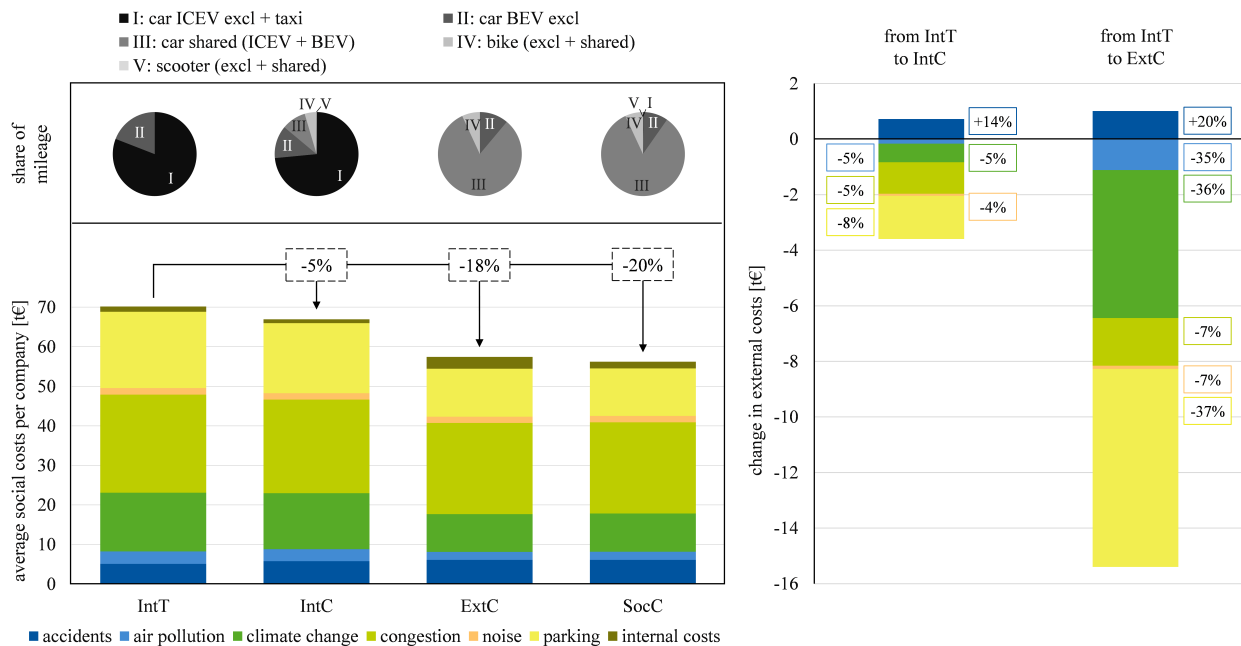 I: car ICEV excl + taxi
II: car BEV excl
III: car shared (ICEV + BEV)
IV: bike (excl + shared)
V: scooter (excl + shared)
share of
mileage
II
I
IV
V
III
II
I
IV
II
III
V
I
IV
II
III
-5%
-18%
-20%
average social costs per company [t€]
70
60
50
40
30
20
10
0
IntT
IntC
ExtC
SocC
accidents
air pollution
climate change
congestion
noise
parking
internal costs
from IntT
to IntC
from IntT
to ExtC
change in external costs [t€]
2
0
-2
-4
-6
-8
-10
-12
-14
-16
+14%
-5%
-5%
-5%
-4%
-8%
+20%
-35%
-36%
-7%
-7%
-37%